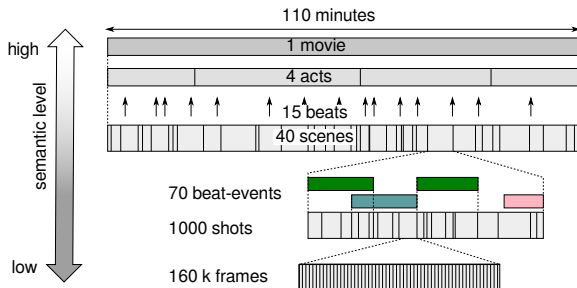 110 minutes
high
1 movie
4 acts
15 beats
40 scenes
semantic level
70 beat-events
1000 shots
low
160 k frames